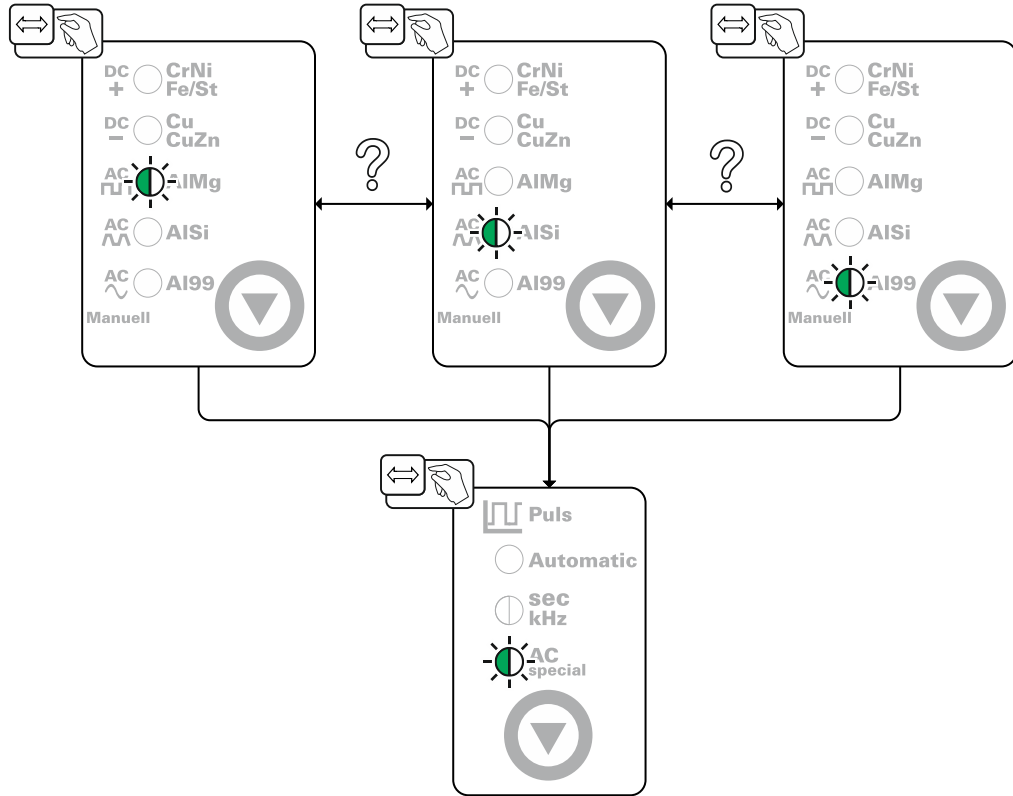 DC CrNi
+ Fe/St
DC Cu
− CuZn
AC AlMg
AC AlSi
AC Al99
Manuell
?
DC CrNi
+ Fe/St
DC Cu
− CuZn
AC AlMg
AC AlSi
AC Al99
Manuell
?
DC CrNi
+ Fe/St
DC Cu
− CuZn
AC AlMg
AC AlSi
AC Al99
Manuell
Puls
Automatic
sec
kHz
AC
special